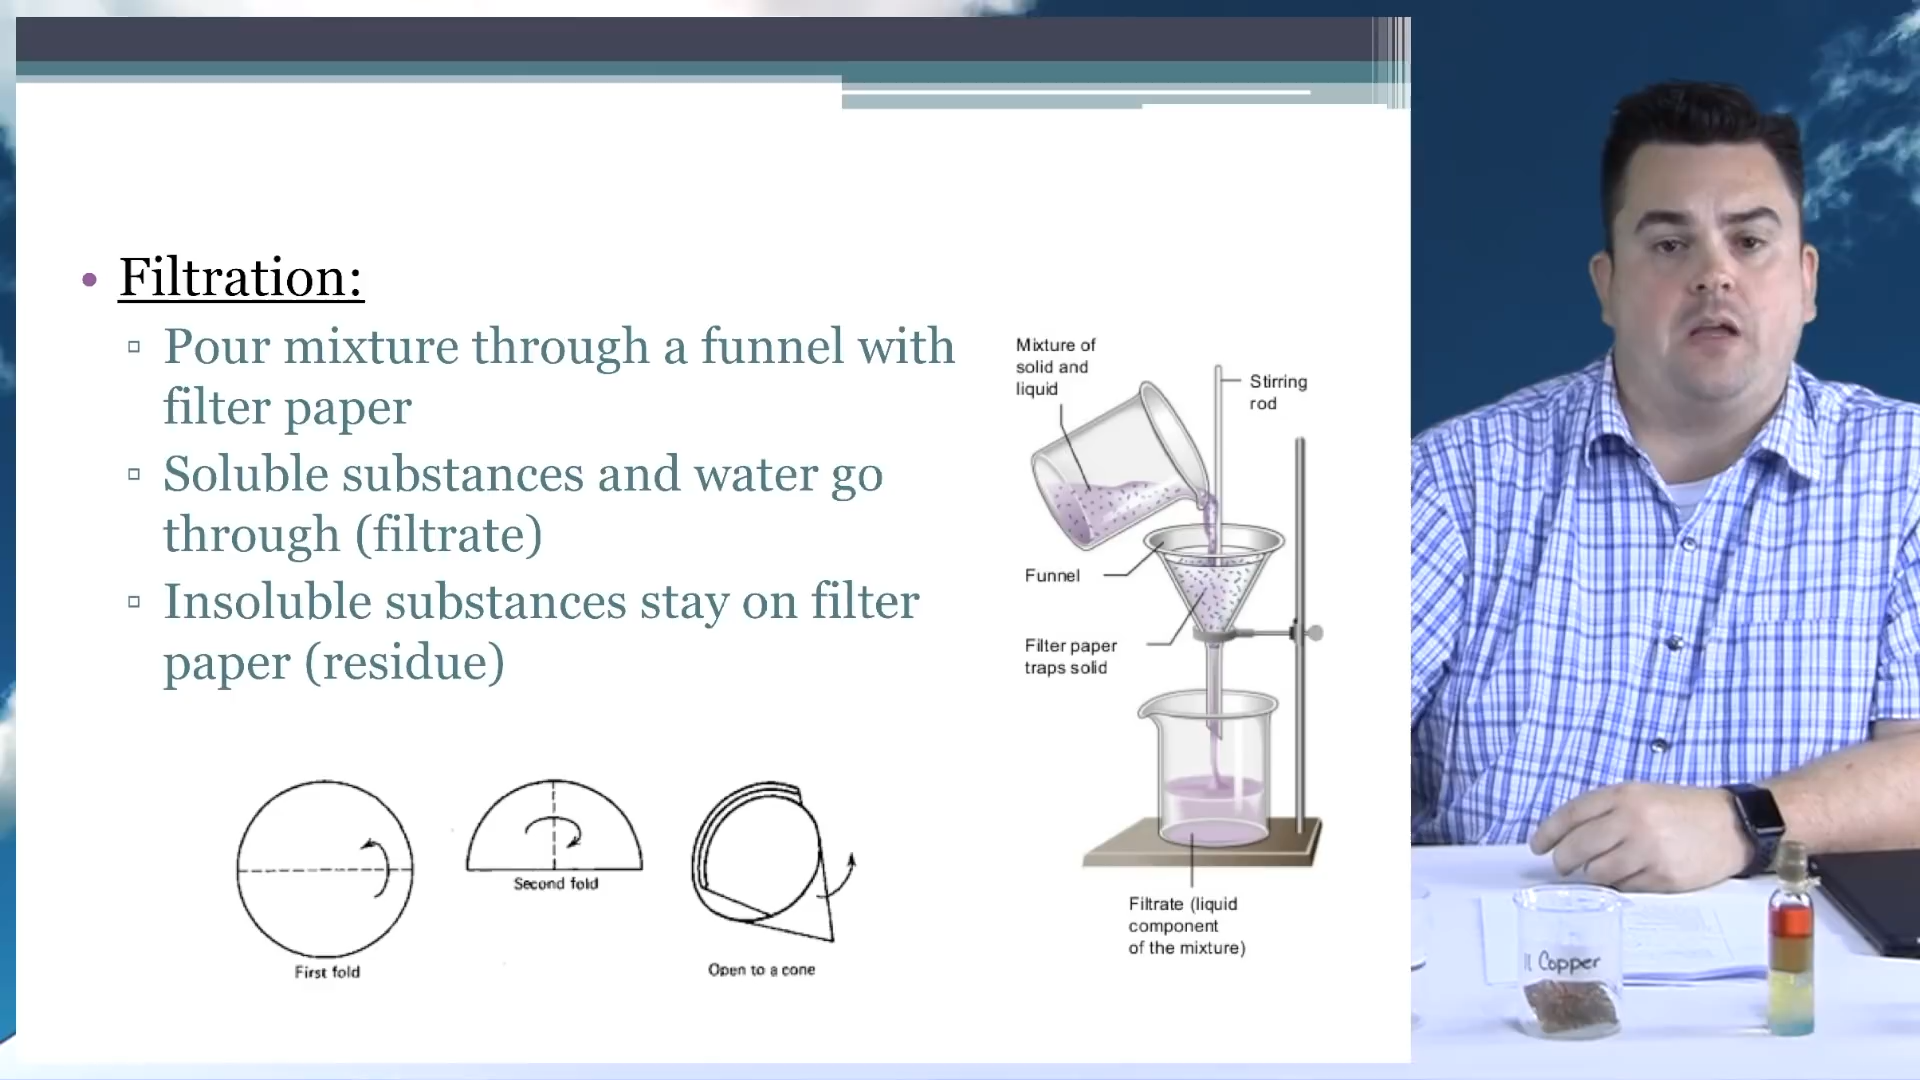 Filtration:
Pour mixture through a funnel with
filter paper
Soluble substances and water go
through (filtrate)
Insoluble substances stay on filter
paper (residue)
Mixture of
solid and
liquid
Stirring
rod
Funnel
Filter paper
traps solid
Filtrate (liquid
component
of the mixture)
First fold
Second fold
Open to a cone
Copper